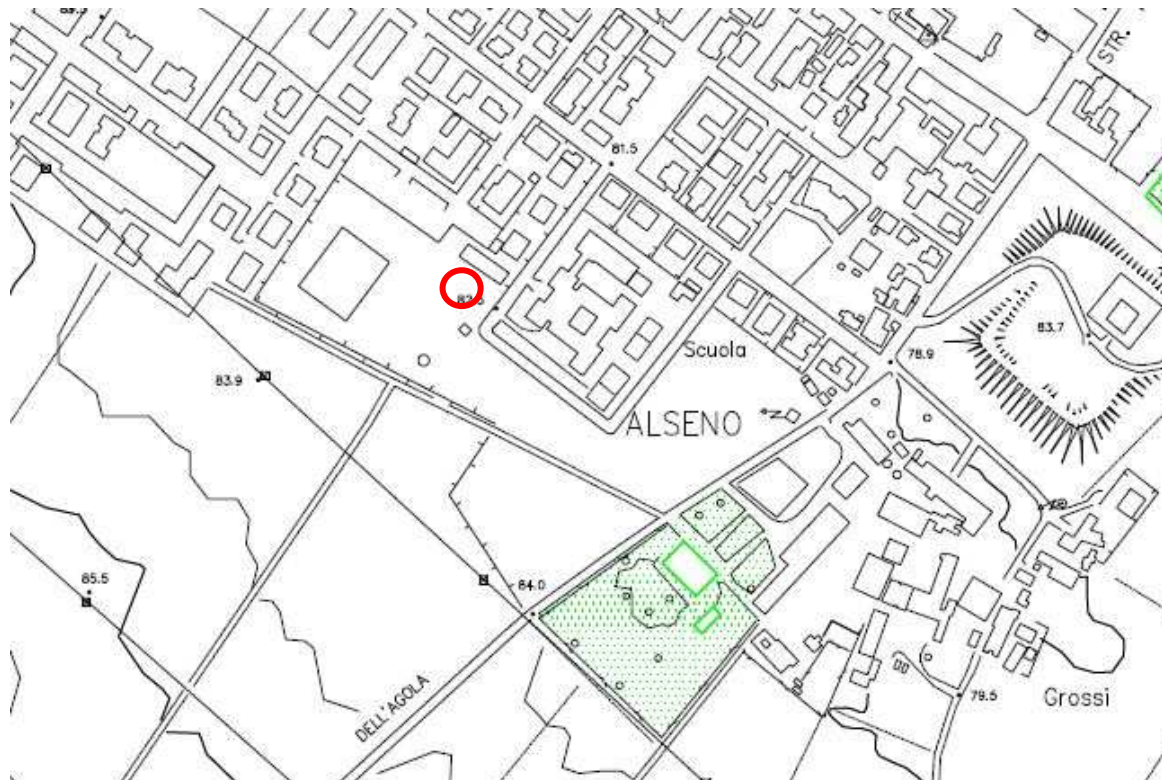 STR.
81.5
83.7
Scuola
78.9
83.9
ALSENO
85.5
84.0
DELL'AGOLA
79.5
Grossi